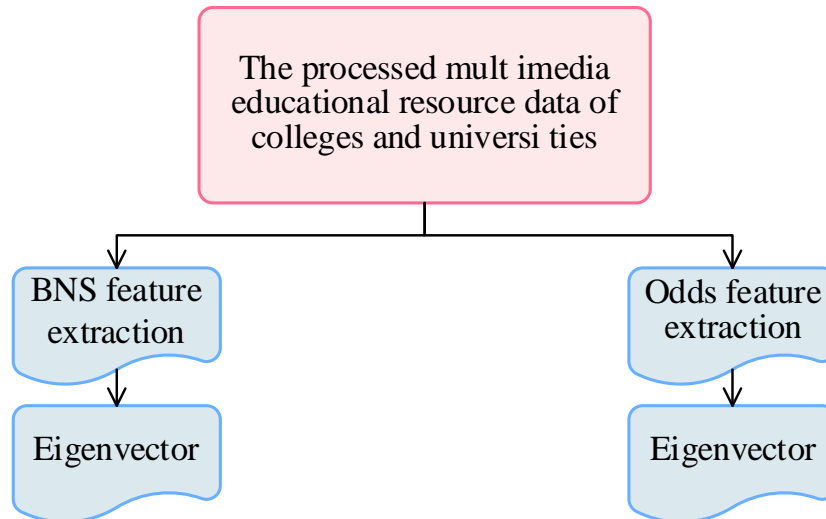 The processed mult imedia
educational resource data of
colleges and universi ties
BNS feature
extraction
Odds feature
extraction
Eigenvector
Eigenvector